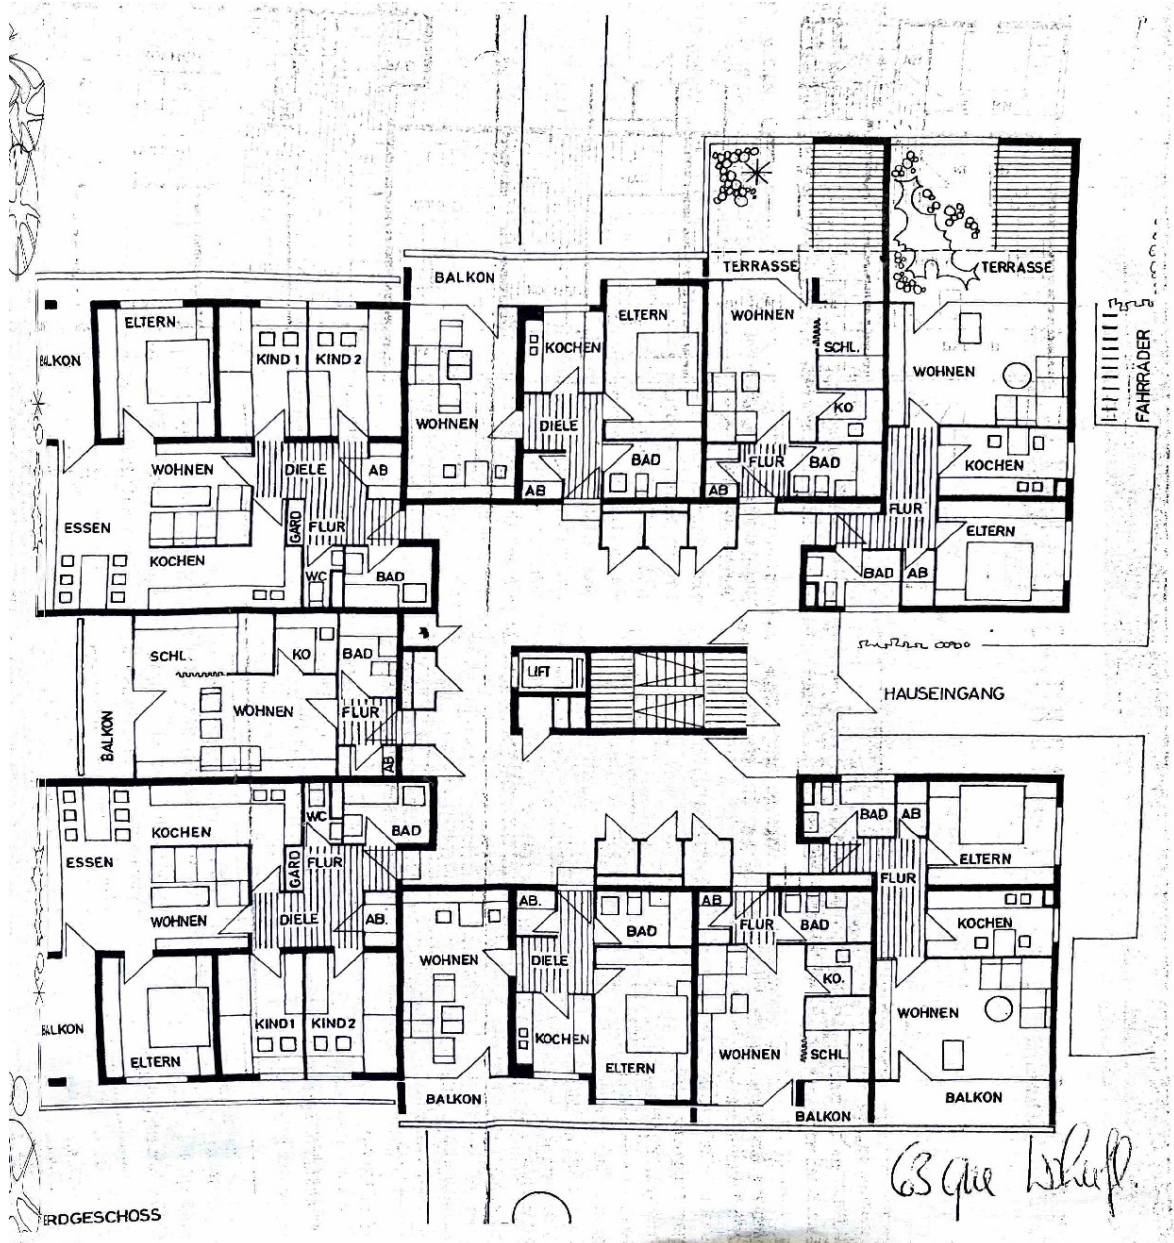 BALKON
TERRASSE
TERRASSE
ELTERN
KIND 1
KIND 2
BALKON
WOHNEN
KOCHEN
ELTERN
WOHNEN
SCHL.
WOHNEN
FAHRRÄDER
KO
WOHNEN
DIELE
AB
DIELE
AB
BAD
AB
FLUR
BAD
KOCHEN
ESSEN
KOCHEN
GARD
FLUR
WC
BAD
FLUR
ELTERN
BAD
AB
SCHL.
KO
BAD
LIFT
HAUSEINGANG
BALKON
WOHNEN
FLUR
AB
ESSEN
KOCHEN
WC
BAD
GARD
FLUR
WOHNEN
DIELE
AB.
BAD
AB
ELTERN
FLUR
AB.
BAD
AB
FLUR
BAD
KOCHEN
WOHNEN
DIELE
KO.
BALKON
ELTERN
KIND 1
KIND 2
KOCHEN
ELTERN
WOHNEN
SCHL.
WOHNEN
BALKON
BALKON
BALKON
ERDGESCHOSS